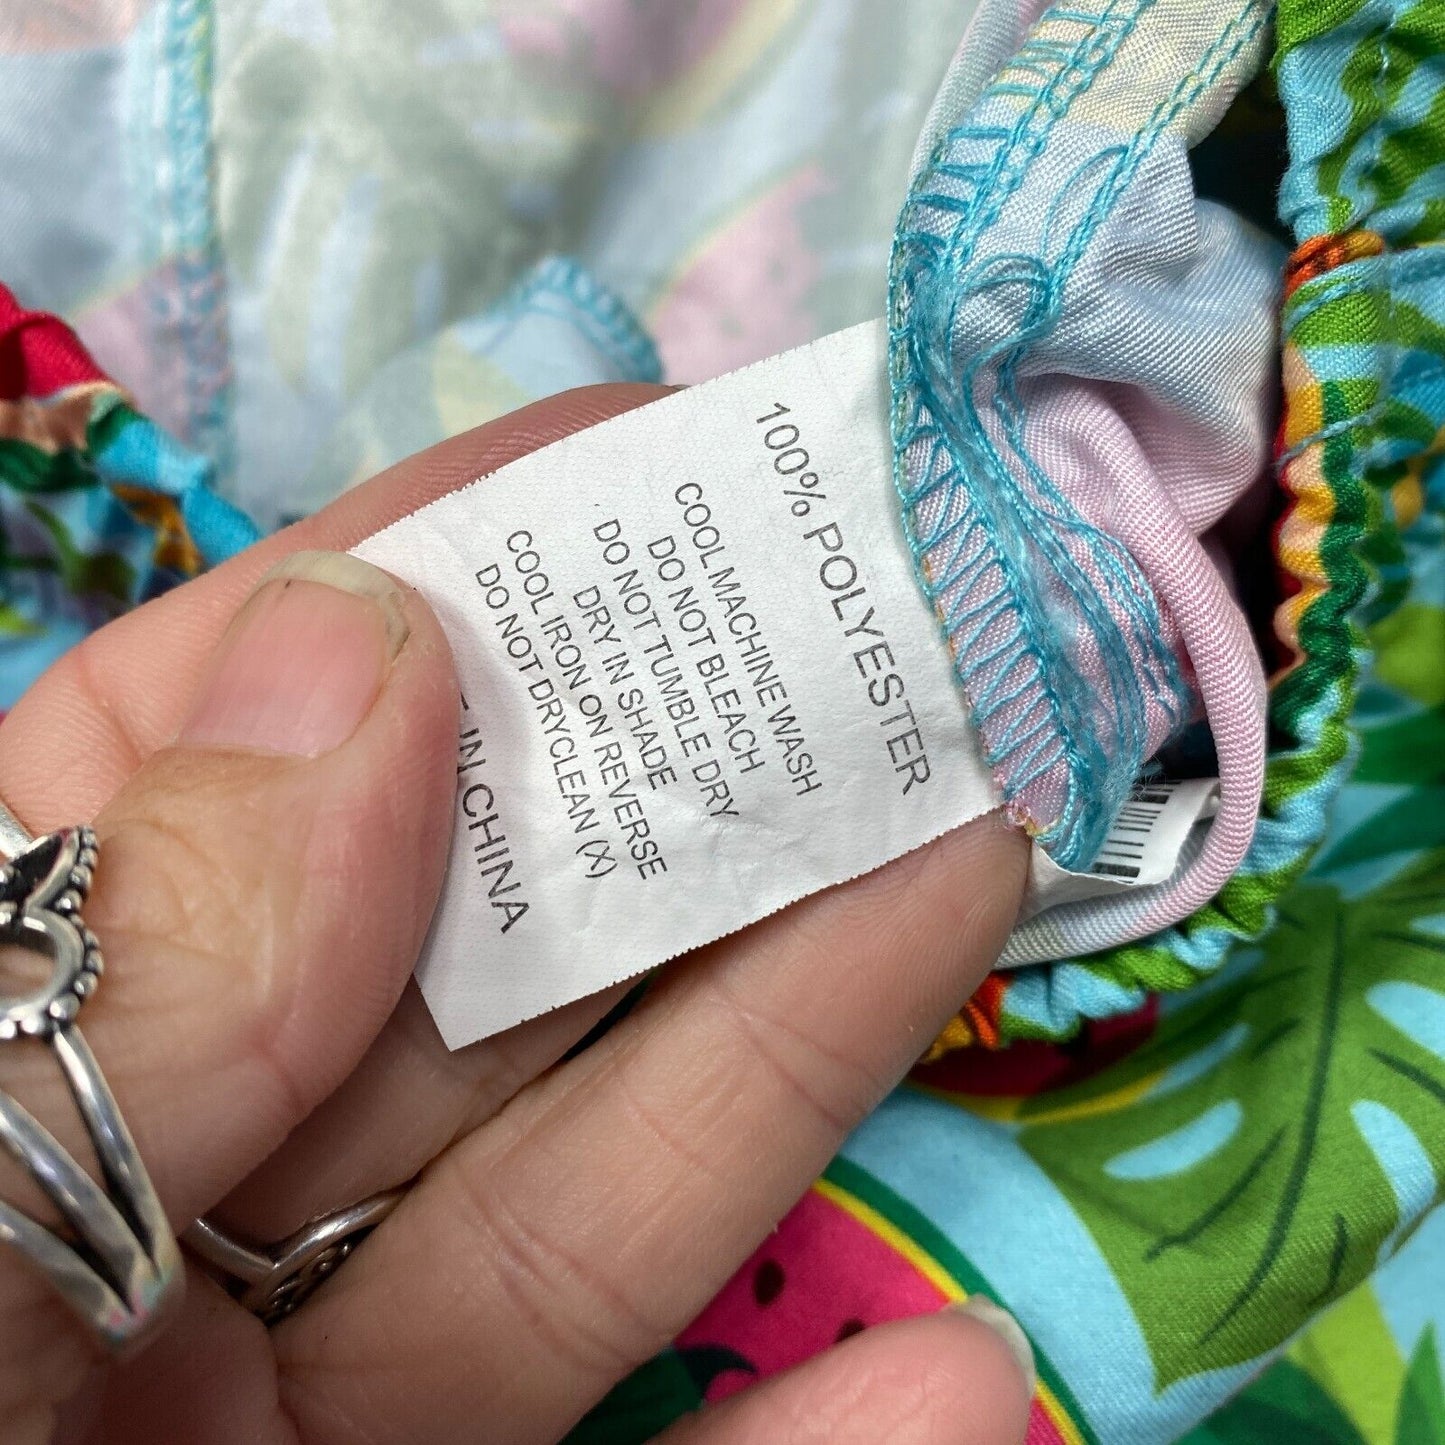 100% POLYESTER
COOL MACHINE WASH
DO NOT BLEACH
DO NOT TUMBLE DRY
DRY IN SHADE
COOL IRON ON REVERSE
DO NOT DRYCLEAN (X)
IN CHINA